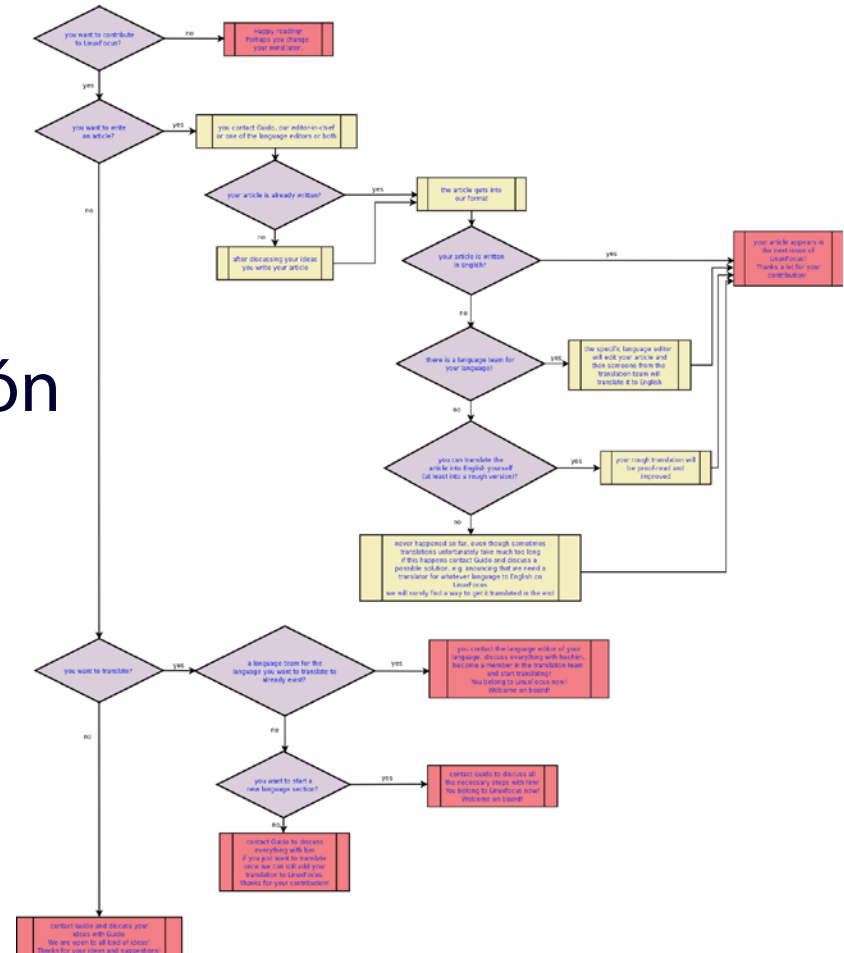 you want to contribute
to LinuxFocus?
no
Happy reading!
Perhaps you change
your mind later.
yes
you want to write
an article?
yes
you contact Guido, our editor-in-chief
or one of the language editors or both
your article is already written?
yes
the article gets into
our format
no
no
after discussing your ideas
you write your article
your article is written
in English?
yes
your article appears in
the next issue of
LinuxFocus!
Thanks a lot for your
contribution!
no
ón
there is a language team for
your language?
yes
the specific language editor
will edit your article and
then someone from the
translation team will
translate it to English
no
you can translate the
article into English yourself
(at least into a rough version)?
yes
your rough translation will
be proof-read and
improved
no
never happened so far, even though sometimes
translations unfortunately take much too long
if this happens contact Guido and discuss a
possible solution, e.g. anouncing that we need a
translator for whatever language to English on
LinuxFocus
we will surely find a way to get it translated in the end
you want to translate?
yes
a language team for the
language you want to translate to
already exist?
yes
you contact the language editor of your
language, discuss everything with her/him,
become a member in the translation team
and start translating!
You belong to LinuxFocus now!
Welcome on board!
no
no
you want to start a
new language section?
yes
contact Guido to discuss all
the necessary steps with him!
You belong to LinuxFocus now!
Welcome on board!
no
contact Guido to discuss
everything with her
if you just want to translate
once we can still add your
translation to LinuxFocus.
Thanks for your contribution!
contact Guido and discuss your
ideas with Guido.
We are open to all kind of ideas!
Thanks for your ideas and suggestions!